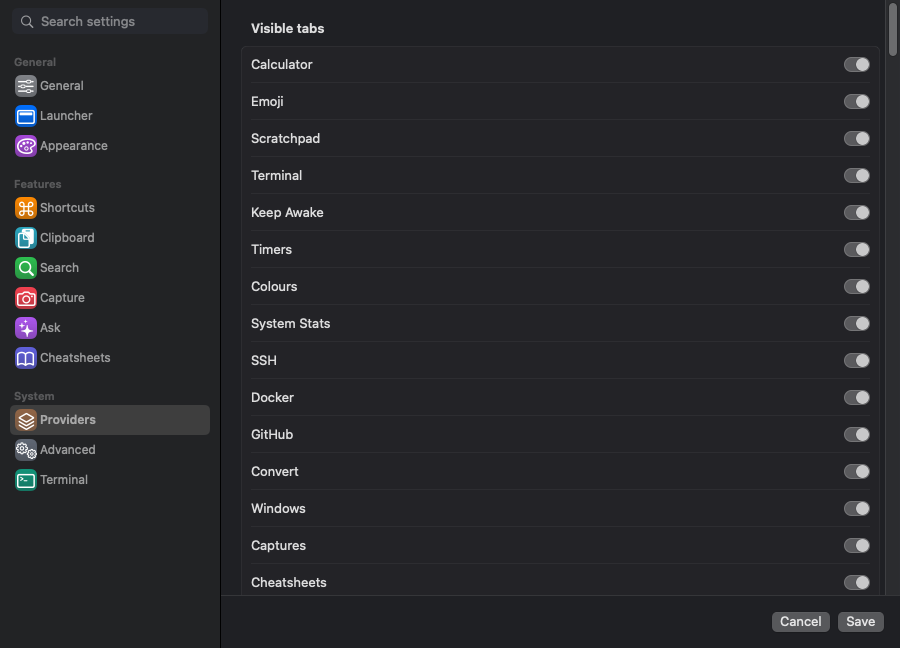 Search settings
General
General
Launcher
Appearance
Features
Shortcuts
Clipboard
Search
Capture
Ask
Cheatsheets
System
Providers
Advanced
Terminal
Visible tabs
Calculator
Emoji
Scratchpad
Terminal
Keep Awake
Timers
Colours
System Stats
SSH
Docker
GitHub
Convert
Windows
Captures
Cheatsheets
Cancel
Save